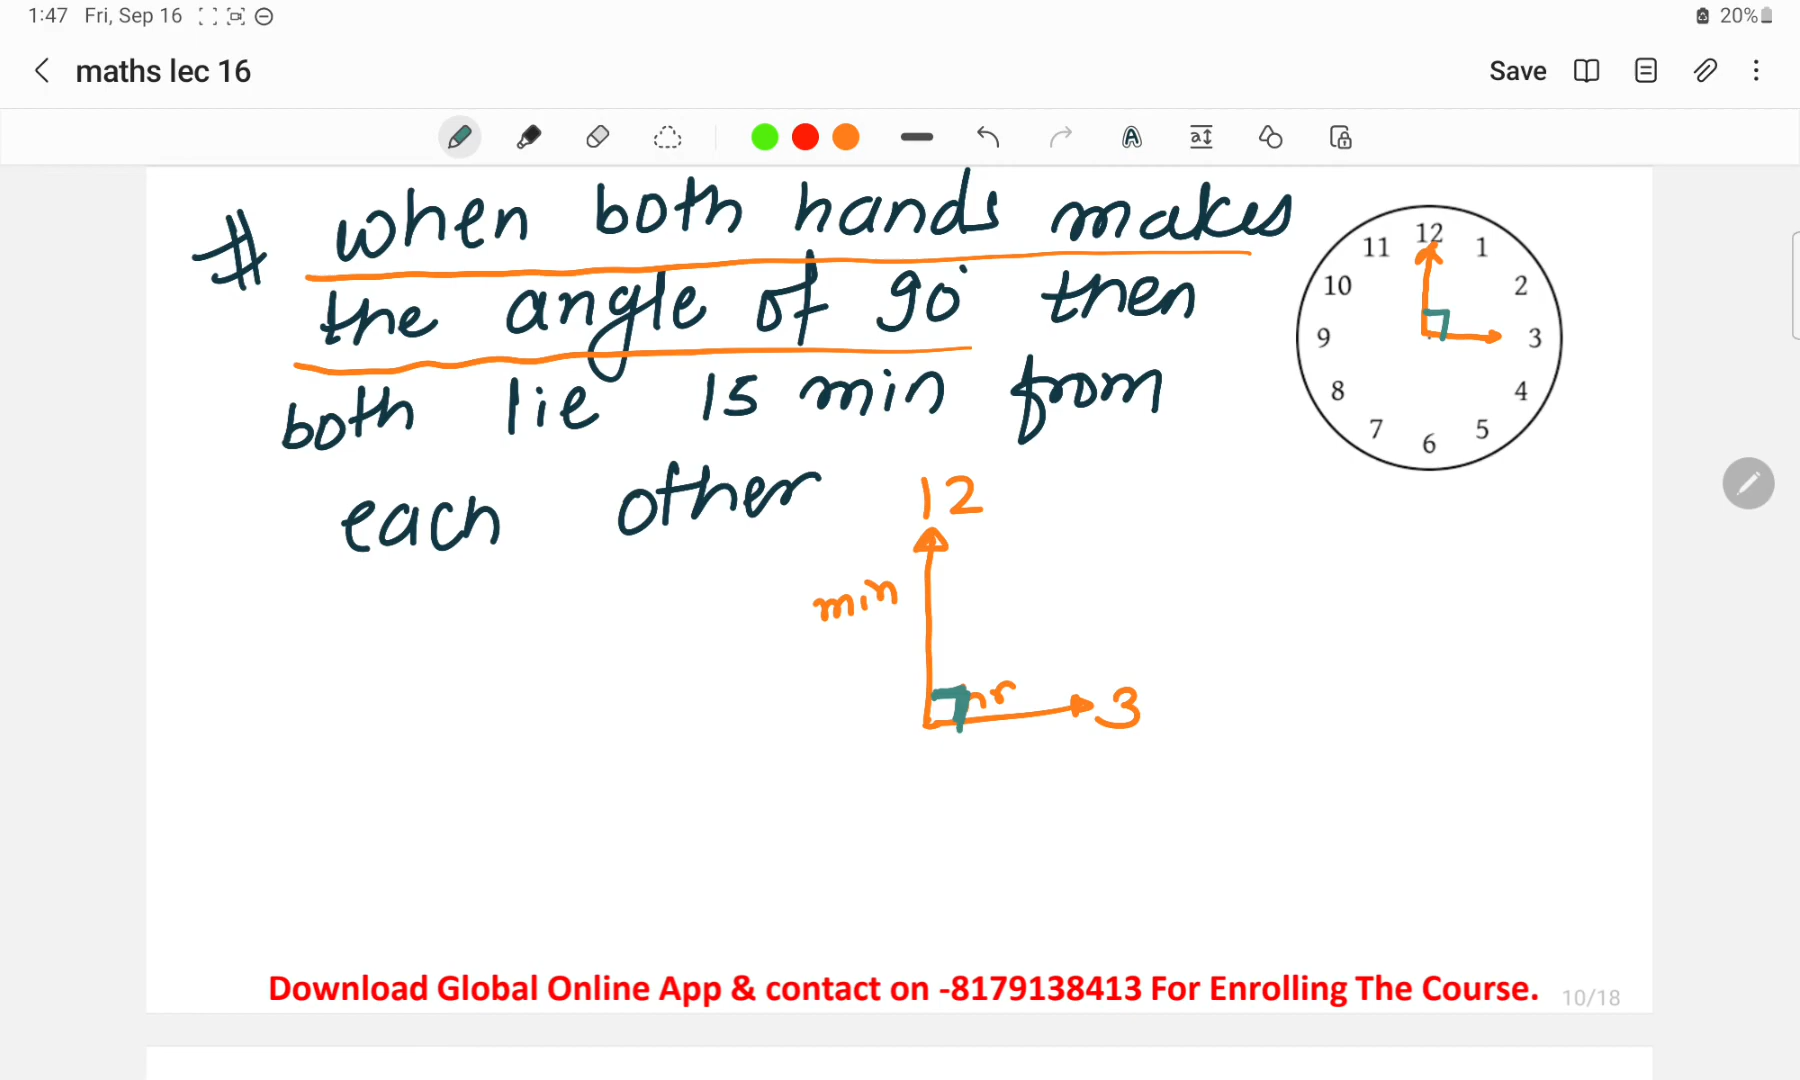 1:47 Fri, Sep 16
20%
maths lec 16
Save
# when both hands makes
the angle of 90° then
both lie 15 min from
each other
12
min
hr
3
11 12 1
10 2
9 3
8 4
7 6 5
Download Global Online App & contact on -8179138413 For Enrolling The Course.
10/18